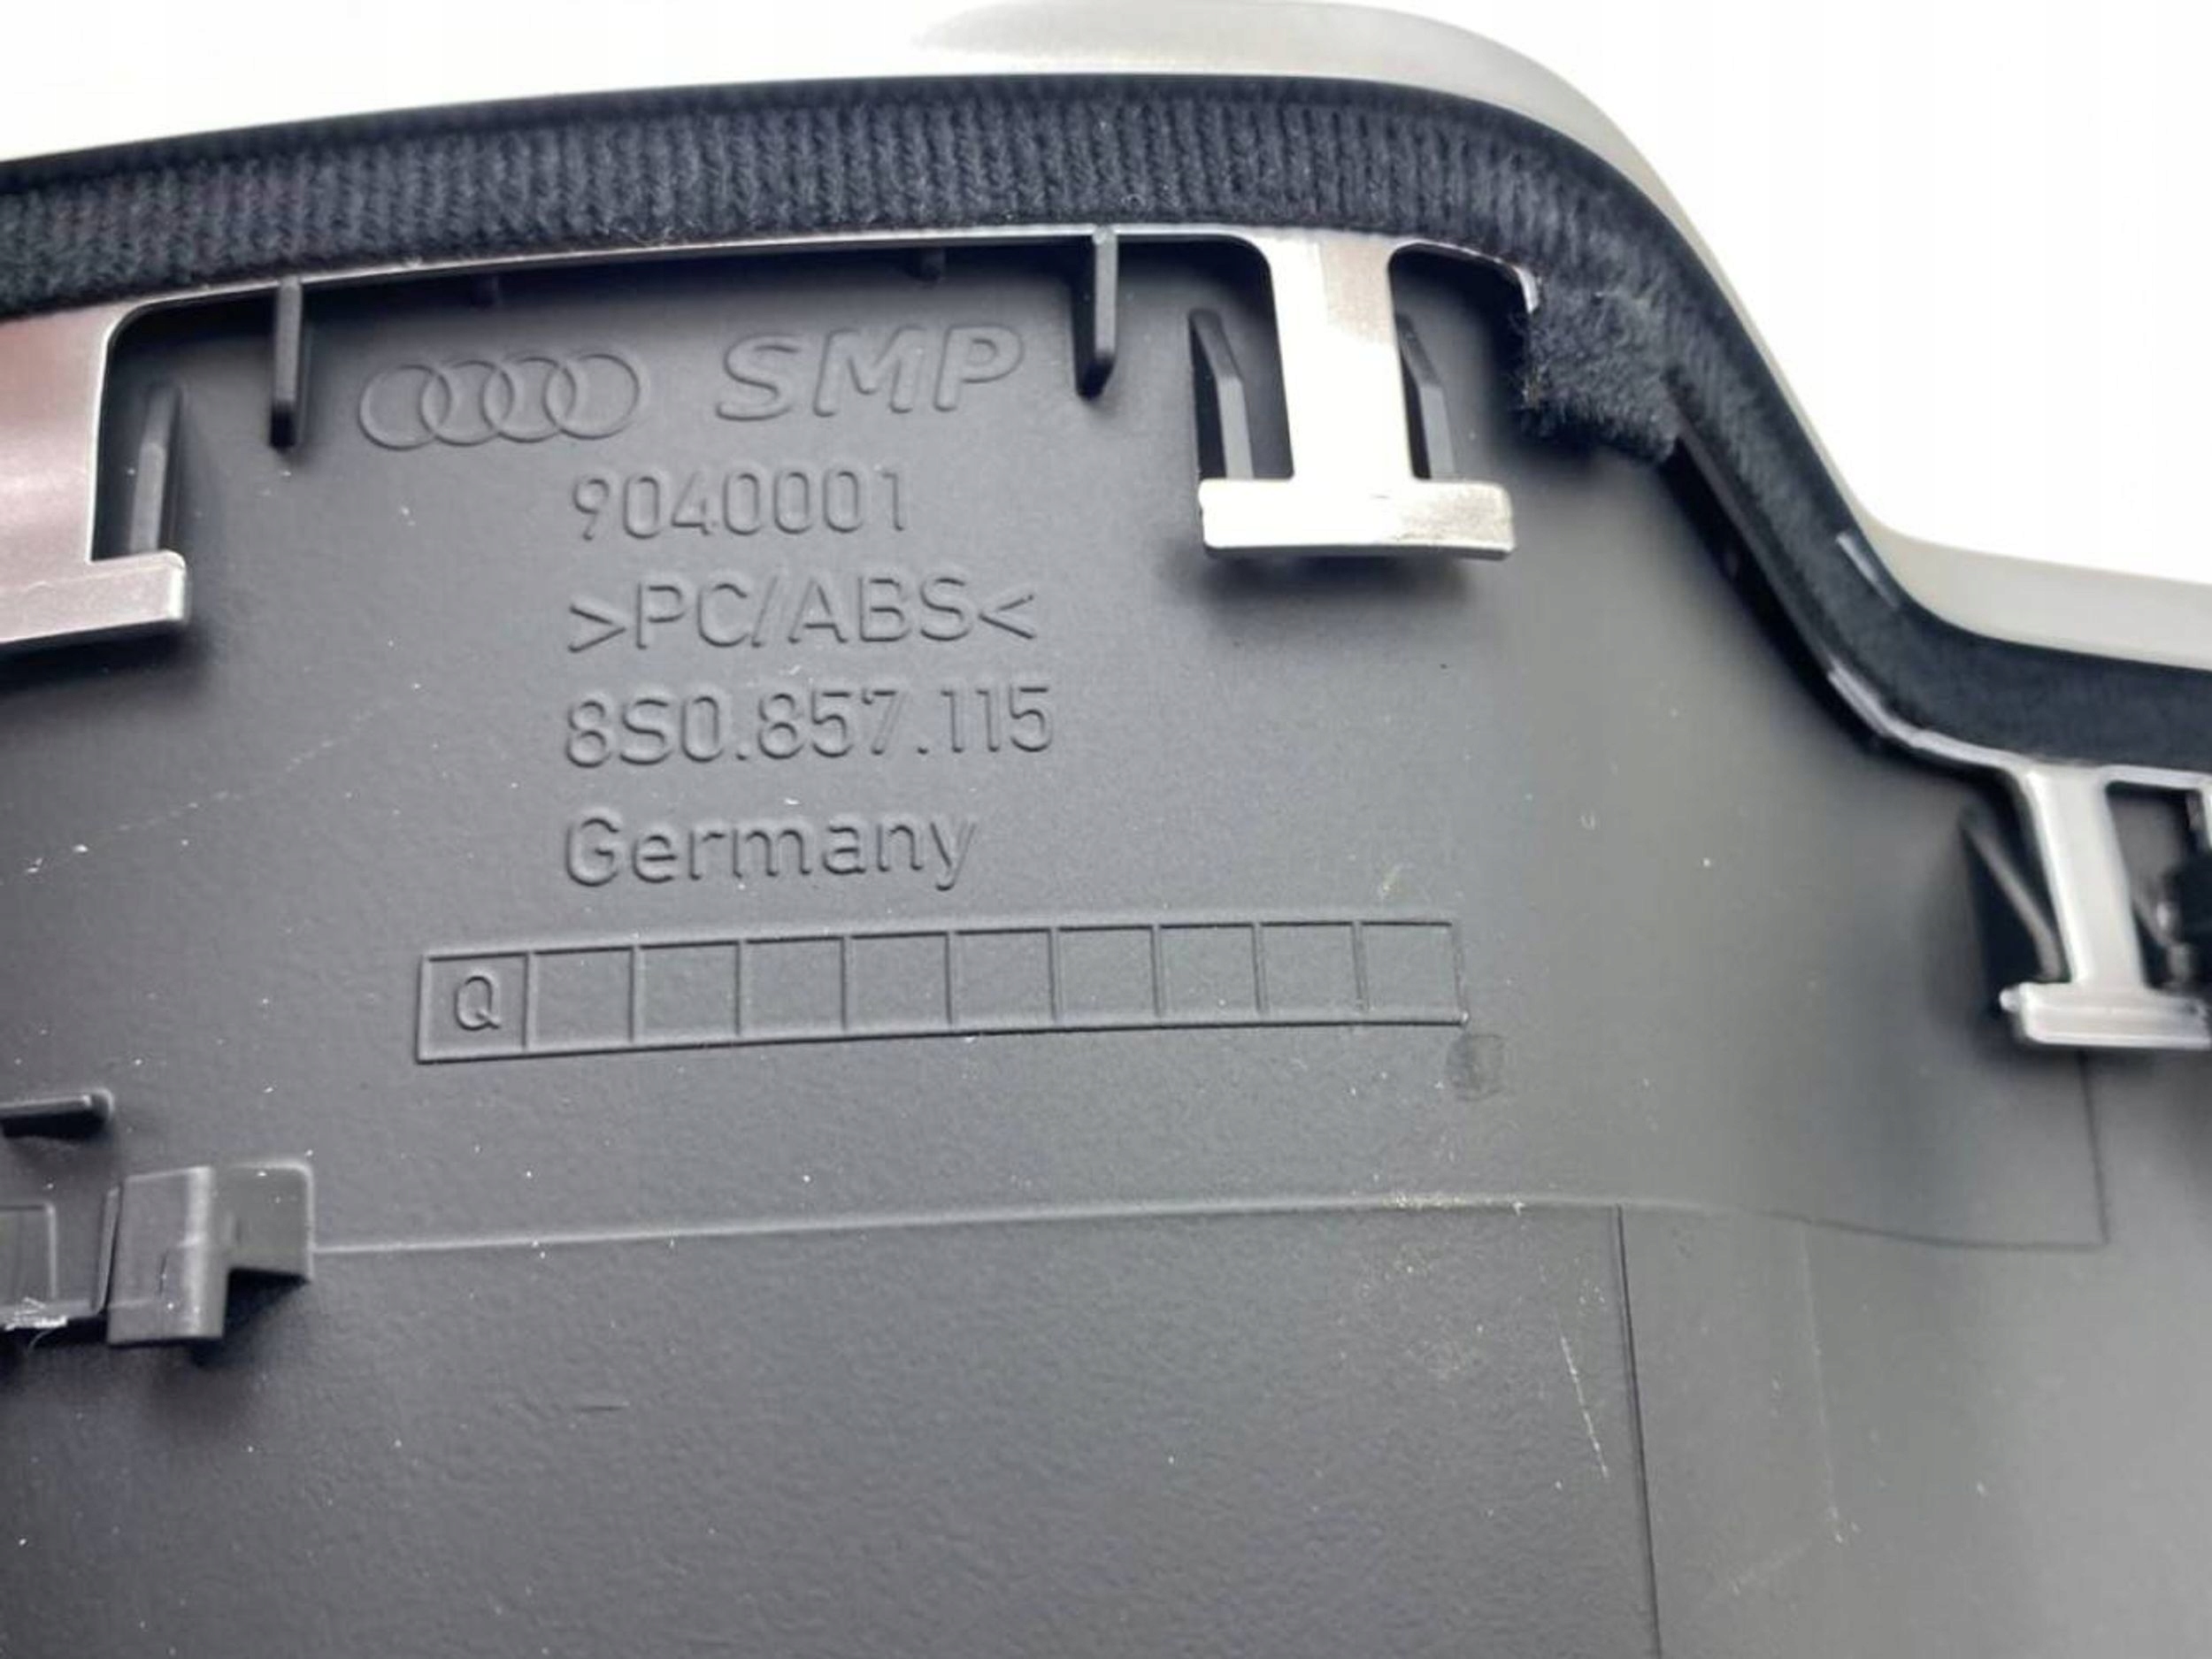 SMP
9040001
>PC/ABS<
8S0.857.115
Germany
Q